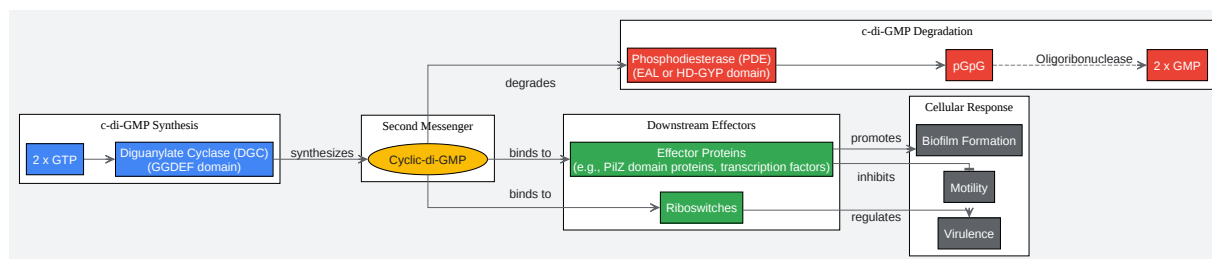 c-di-GMP Degradation
Phosphodiesterase (PDE)
(EAL or HD-GYP domain)
pGpG
Oligoribonuclease
2 x GMP
degrades
c-di-GMP Synthesis
2 x GTP
Diguanylate Cyclase (DGC)
(GGDEF domain)
synthesizes
Second Messenger
Cyclic-di-GMP
binds to
binds to
Downstream Effectors
Effector Proteins
(e.g., PilZ domain proteins, transcription factors)
Riboswitches
promotes
inhibits
regulates
Cellular Response
Biofilm Formation
Motility
Virulence